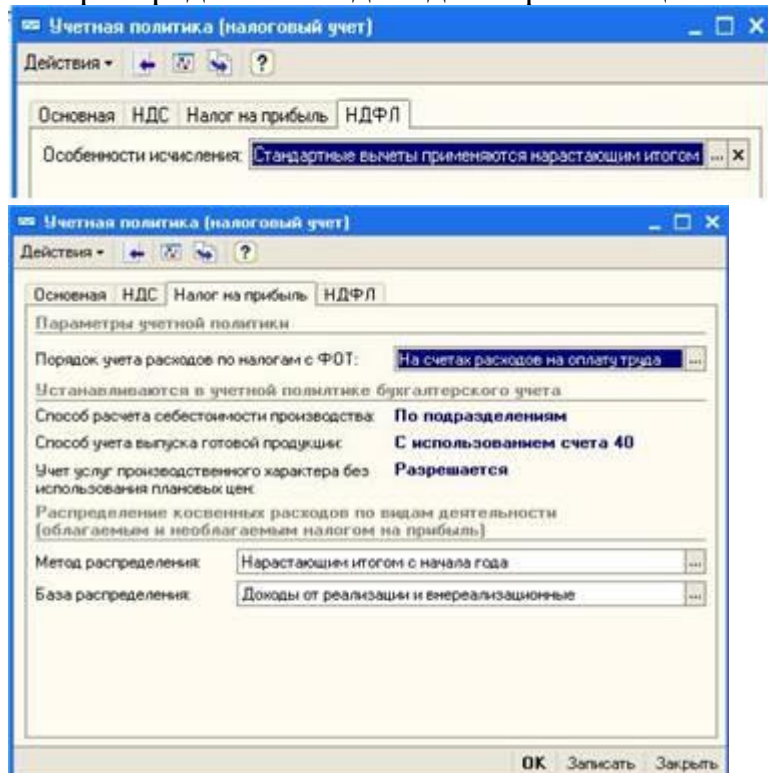 Учетная политика (налоговый учет)
Действия
Основная НДС Налог на прибыль НДФЛ
Особенности исчисления: Стандартные вычеты применяются нарастающим итогом ... x
Учетная политика (налоговый учет)
Действия
Основная НДС Налог на прибыль НДФЛ
Параметры учетной политики
Порядок учета расходов по налогам с ФОТ: На счетах расходов на оплату труда ...
Устанавливаются в учетной полилтике бухгалтерского учета
Способ расчета себестоимости производства: По подразделениям
Способ учета выпуска готовой продукции: С использованием счета 40
Учет услуг производственного характера без Разрешается
использования плановых цен:
Распределение косвенных расходов по видам деятельности
(облагаемым и необлагаемым налогом на прибыль)
Метод распределения: Нарастающим итогом с начала года ...
База распределения: Доходы от реализации и внереализационные ...
OK Записать Закрыть